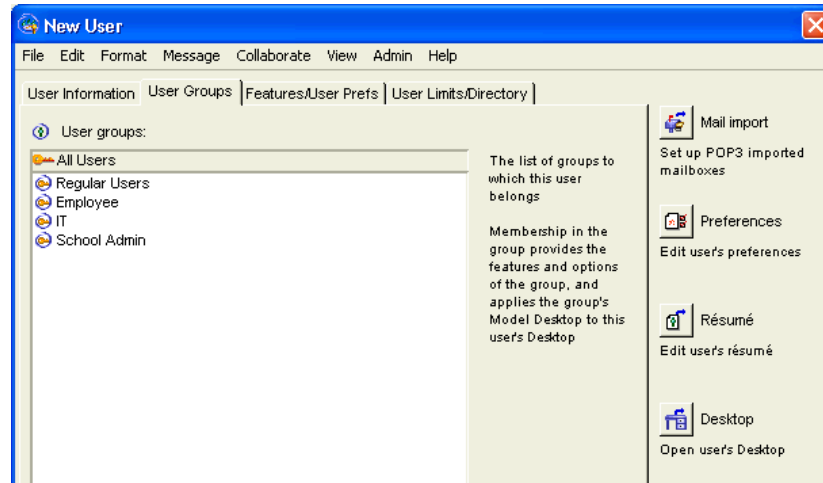 New User
File Edit Format Message Collaborate View Admin Help
User Information User Groups Features/User Prefs User Limits/Directory
User groups:
All Users
Regular Users
Employee
IT
School Admin
The list of groups to
which this user
belongs
Membership in the
group provides the
features and options
of the group, and
applies the group's
Model Desktop to this
user's Desktop
Mail import
Set up POP3 imported
mailboxes
Preferences
Edit user's preferences
Résumé
Edit user's résumé
Desktop
Open user's Desktop